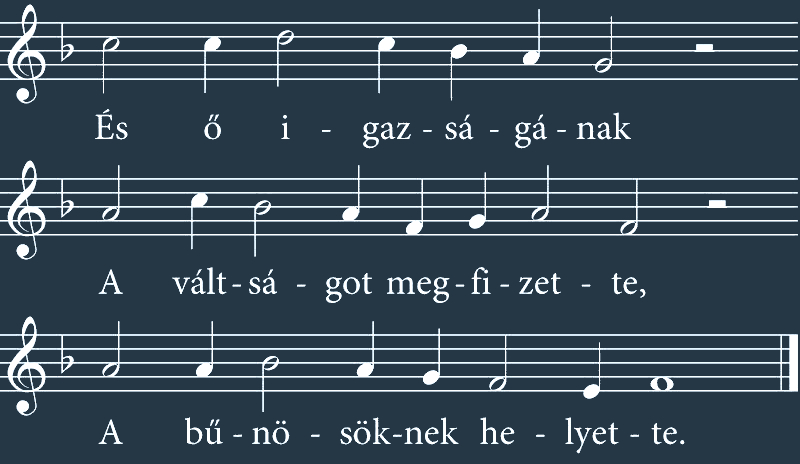 És ő i - gaz - sá - gá - nak
A vált - sá - got meg - fi - zet - te,
A bű - nö - sök - nek he - lyet - te.